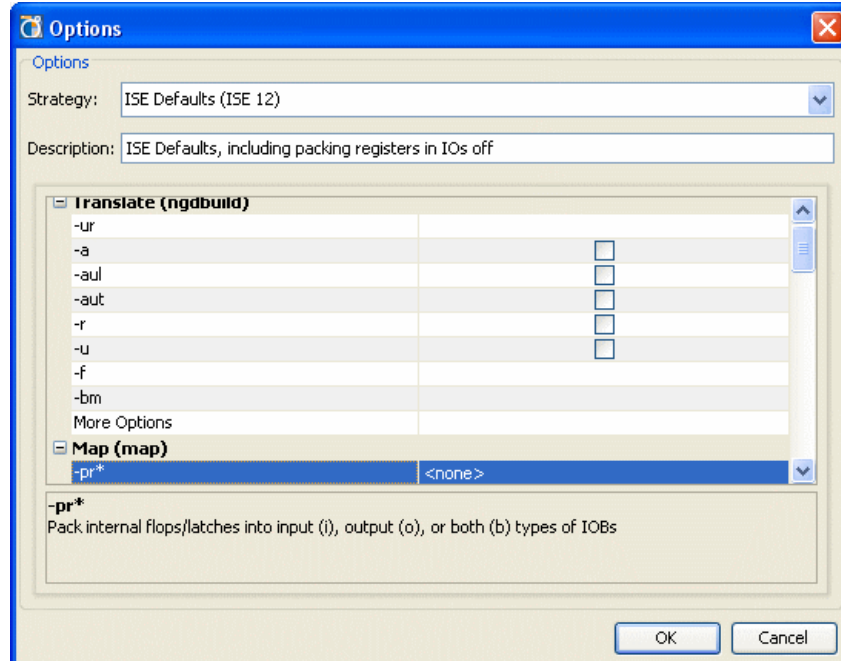 Options
Options
Strategy: ISE Defaults (ISE 12)
Description: ISE Defaults, including packing registers in IOs off
Translate (ngdbuild)
-ur
-a
-aul
-aut
-r
-u
-f
-bm
More Options
Map (map)
-pr* <none>
-pr*
Pack internal flops/latches into input (i), output (o), or both (b) types of IOBs
OK Cancel